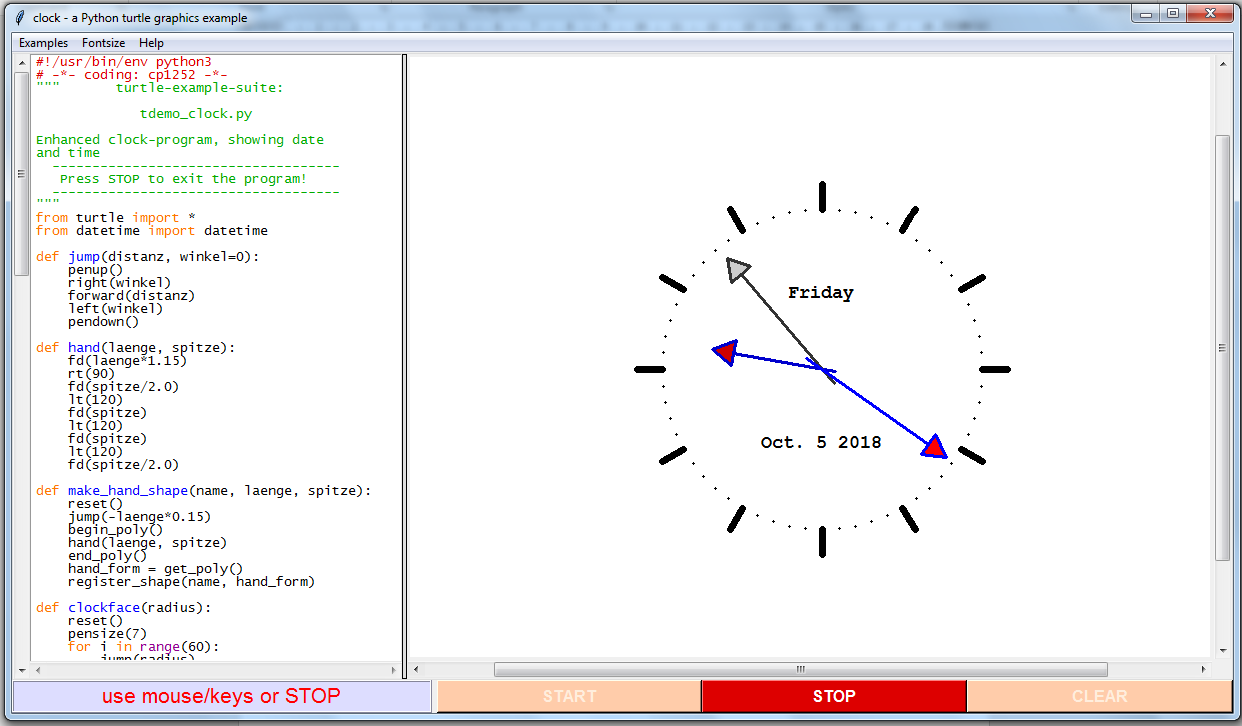 clock - a Python turtle graphics example
Examples Fontsize Help
#!/usr/bin/env python3
# -*- coding: cp1252 -*-
"""       turtle-example-suite:
tdemo_clock.py
Enhanced clock-program, showing date
and time
------------------------------------
Press STOP to exit the program!
------------------------------------
"""
from turtle import *
from datetime import datetime
def jump(distanz, winkel=0):
    penup()
    right(winkel)
    forward(distanz)
    left(winkel)
    pendown()
def hand(laenge, spitze):
    fd(laenge*1.15)
    rt(90)
    fd(spitze/2.0)
    lt(120)
    fd(spitze)
    lt(120)
    fd(spitze)
    lt(120)
    fd(spitze/2.0)
def make_hand_shape(name, laenge, spitze):
    reset()
    jump(-laenge*0.15)
    begin_poly()
    hand(laenge, spitze)
    end_poly()
    hand_form = get_poly()
    register_shape(name, hand_form)
def clockface(radius):
    reset()
    pensize(7)
    for i in range(60):
        jump(radius)
Friday
Oct. 5 2018
use mouse/keys or STOP
START
STOP
CLEAR